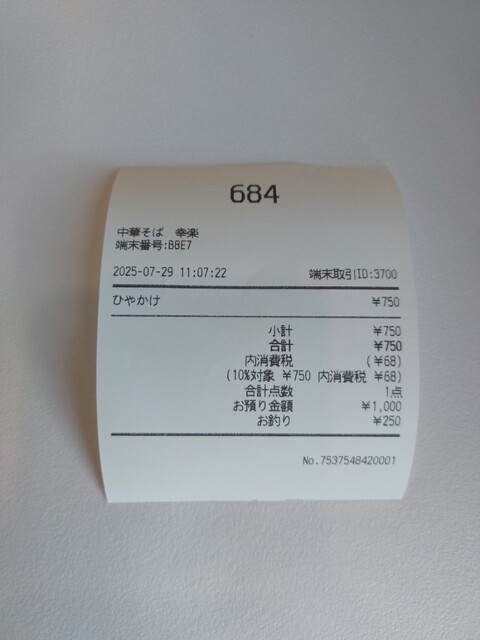 684
中華そば 幸楽
端末番号:B8E7
2025-07-29 11:07:22 端末取引ID:3700
ひやかけ ¥750
小計 ¥750
合計 ¥750
内消費税 (¥68)
(10%対象 ¥750 内消費税 ¥68)
合計点数 1点
お預り金額 ¥1,000
お釣り ¥250
No.7537548420001